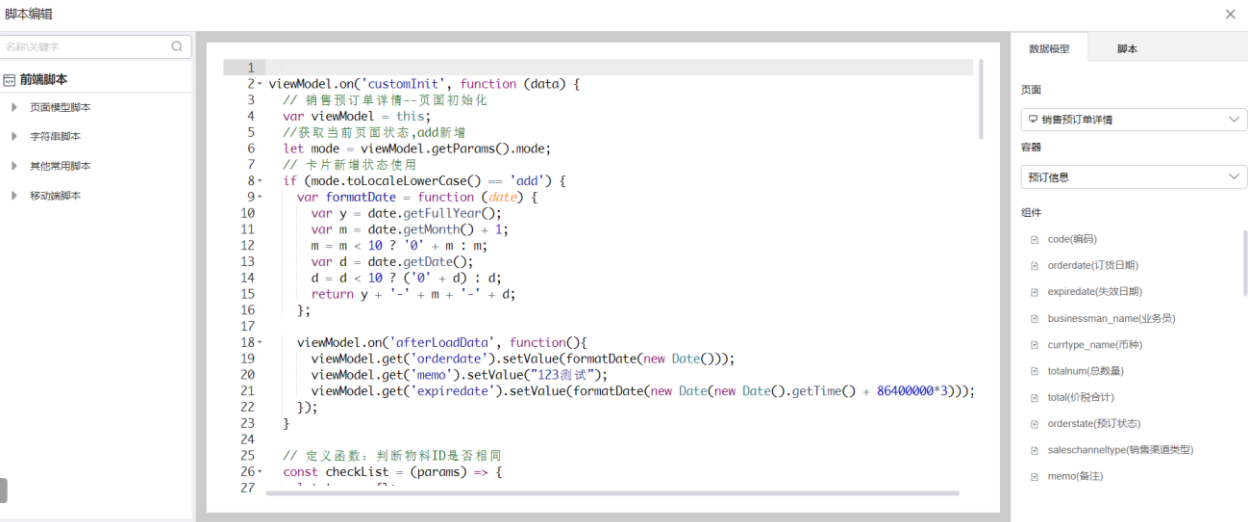 脚本编辑
名称\关键字
前端脚本
页面模型脚本
字符串脚本
其他常用脚本
移动端脚本
1
2 viewModel.on('customInit', function (data) {
3 // 销售预订单详情--页面初始化
4 var viewModel = this;
5 //获取当前页面状态,add新增
6 let mode = viewModel.getParams().mode;
7 // 卡片新增状态使用
8 if (mode.toLocaleLowerCase() == 'add') {
9 var formatDate = function (date) {
10 var y = date.getFullYear();
11 var m = date.getMonth() + 1;
12 m = m < 10 ? '0' + m : m;
13 var d = date.getDate();
14 d = d < 10 ? ('0' + d) : d;
15 return y + '-' + m + '-' + d;
16 };
17
18 viewModel.on('afterLoadData', function(){
19 viewModel.get('orderdate').setValue(formatDate(new Date()));
20 viewModel.get('memo').setValue("123测试");
21 viewModel.get('expiredate').setValue(formatDate(new Date(new Date().getTime() + 86400000*3)));
22 });
23 }
24
25 // 定义函数：判断物料ID是否相同
26 const checkList = (params) => {
27
数据模型 脚本
页面
销售预订单详情
容器
预订信息
组件
code(编码)
orderdate(订货日期)
expiredate(失效日期)
businessman_name(业务员)
currtype_name(币种)
totalnum(总数量)
total(价税合计)
orderstate(预订状态)
saleschanneltype(销售渠道类型)
memo(备注)